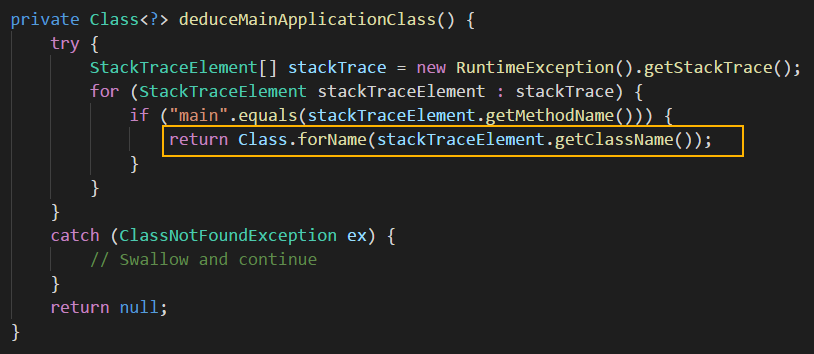 private Class<?> deduceMainApplicationClass() {
    try {
        StackTraceElement[] stackTrace = new RuntimeException().getStackTrace();
        for (StackTraceElement stackTraceElement : stackTrace) {
            if ("main".equals(stackTraceElement.getMethodName())) {
                return Class.forName(stackTraceElement.getClassName());
            }
        }
    }
    catch (ClassNotFoundException ex) {
        // Swallow and continue
    }
    return null;
}